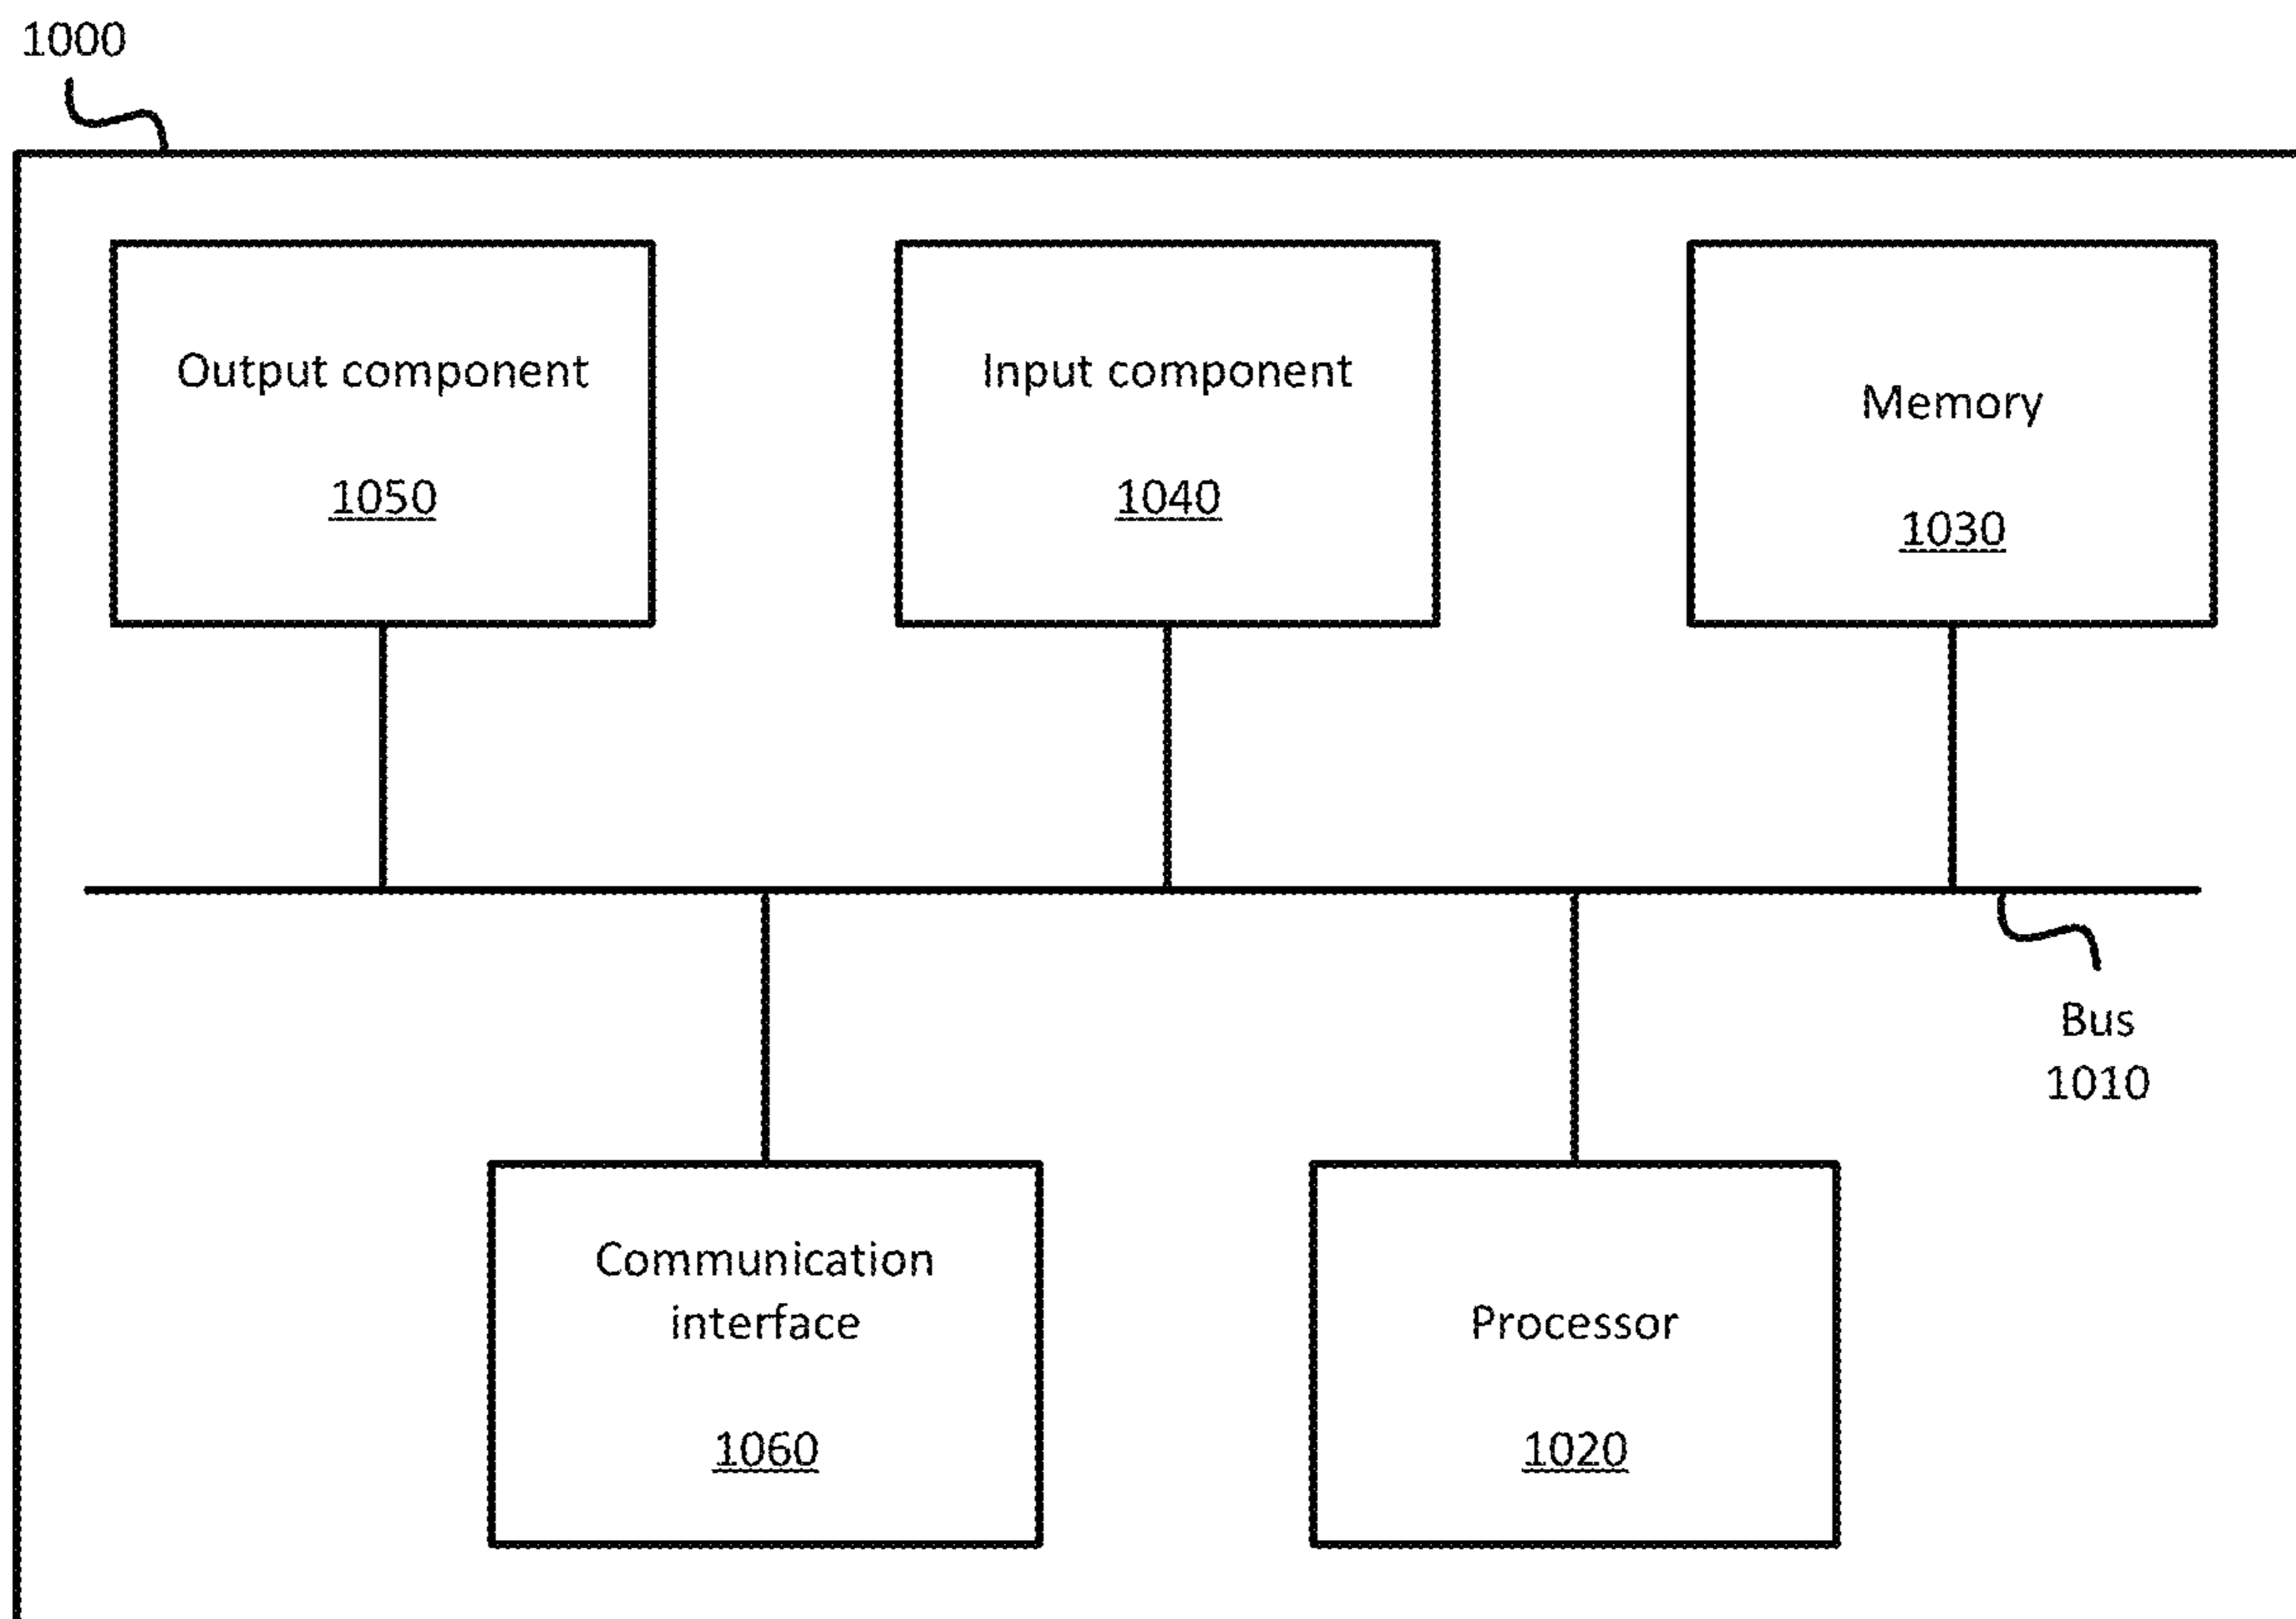 1000
Output component
1050
Input component
1040
Memory
1030
Bus
1010
Communication
interface
1060
Processor
1020